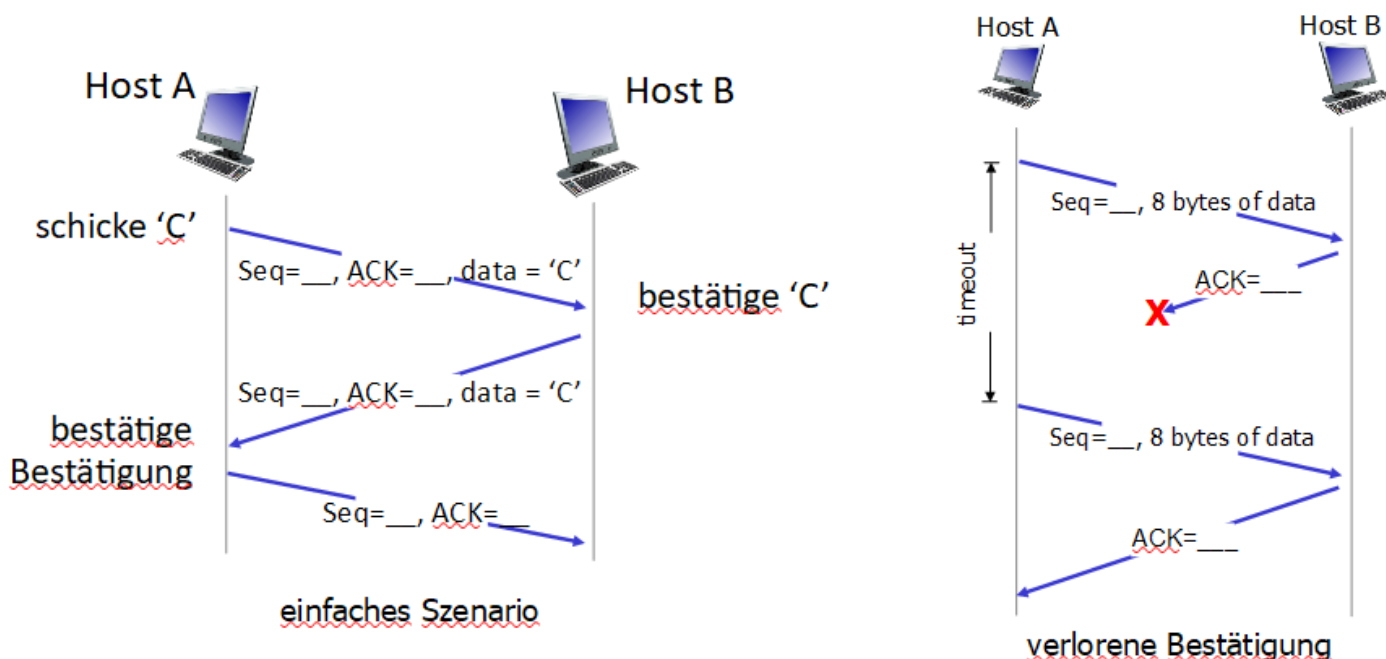 Host A
Host B
schicke ‘C’
Seq=__, ACK=__, data = ‘C’
bestätige ‘C’
Seq=__, ACK=__, data = ‘C’
bestätige
Bestätigung
Seq=__, ACK=__
einfaches Szenario
Host A
Host B
timeout
Seq=__, 8 bytes of data
ACK=___
X
Seq=__, 8 bytes of data
ACK=___
verlorene Bestätigung